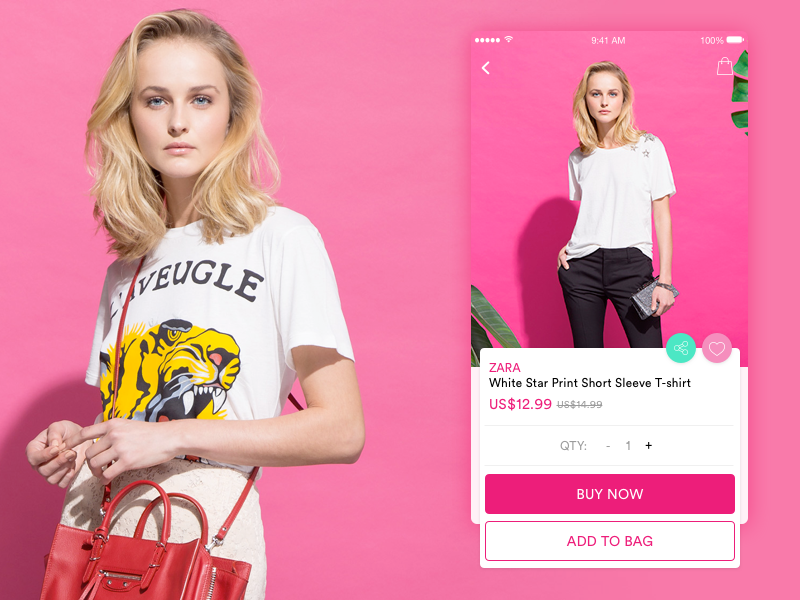 L'AVEUGLE
9:41 AM
100%
ZARA
White Star Print Short Sleeve T-shirt
US$12.99 US$14.99
QTY: - 1 +
BUY NOW
ADD TO BAG